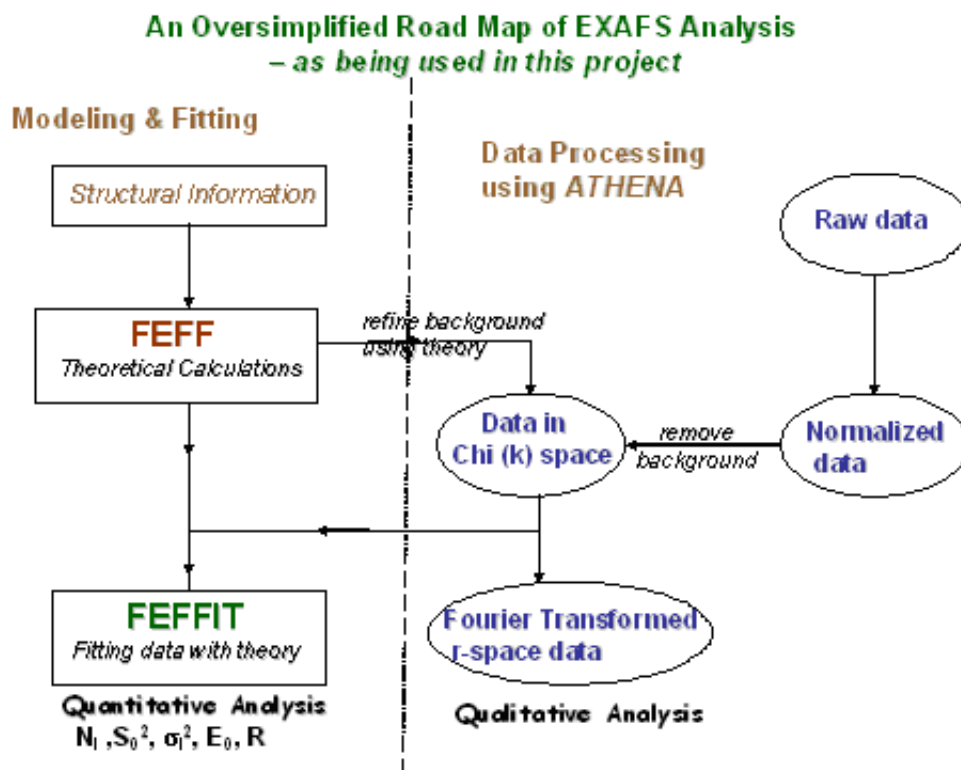 An Oversimplified Road Map of EXAFS Analysis
– as being used in this project
Modeling & Fitting
Data Processing
using ATHENA
Structural Information
Raw data
FEFF
Theoretical Calculations
refine background
using theory
Data in
Chi (k) space
remove
background
Normalized
data
FEFFIT
Fitting data with theory
Fourier Transformed
r-space data
Quantitative Analysis
Nᵢ ,S₀², σᵢ², E₀, R
Qualitative Analysis